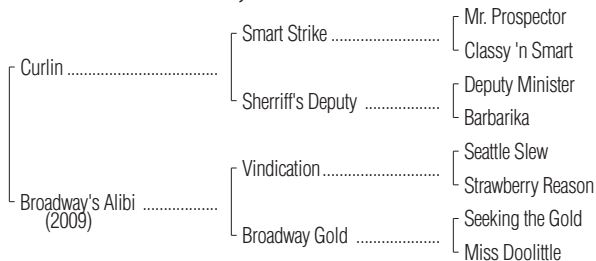 Mr. Prospector
Smart Strike ........................
Classy 'n Smart
Curlin .................................
Deputy Minister
Sherriff's Deputy ................
Barbarika
Seattle Slew
Vindication..........................
Strawberry Reason
Broadway's Alibi ................
(2009)
Seeking the Gold
Broadway Gold ..................
Miss Doolittle